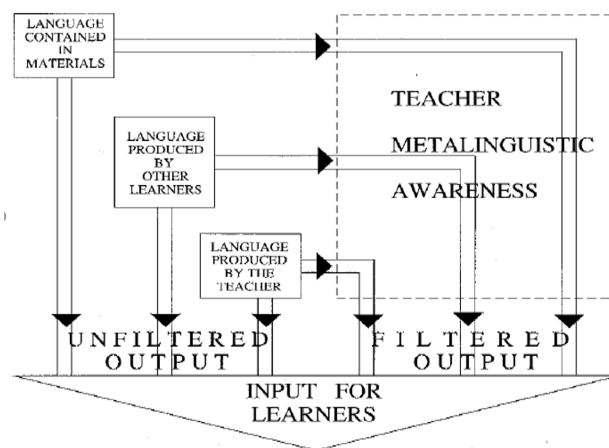 LANGUAGE
CONTAINED
IN
MATERIALS
TEACHER
METALINGUISTIC
AWARENESS
LANGUAGE
PRODUCED
BY
OTHER
LEARNERS
LANGUAGE
PRODUCED
BY THE
TEACHER
UNFILTERED
OUTPUT
FILTERED
OUTPUT
INPUT FOR
LEARNERS